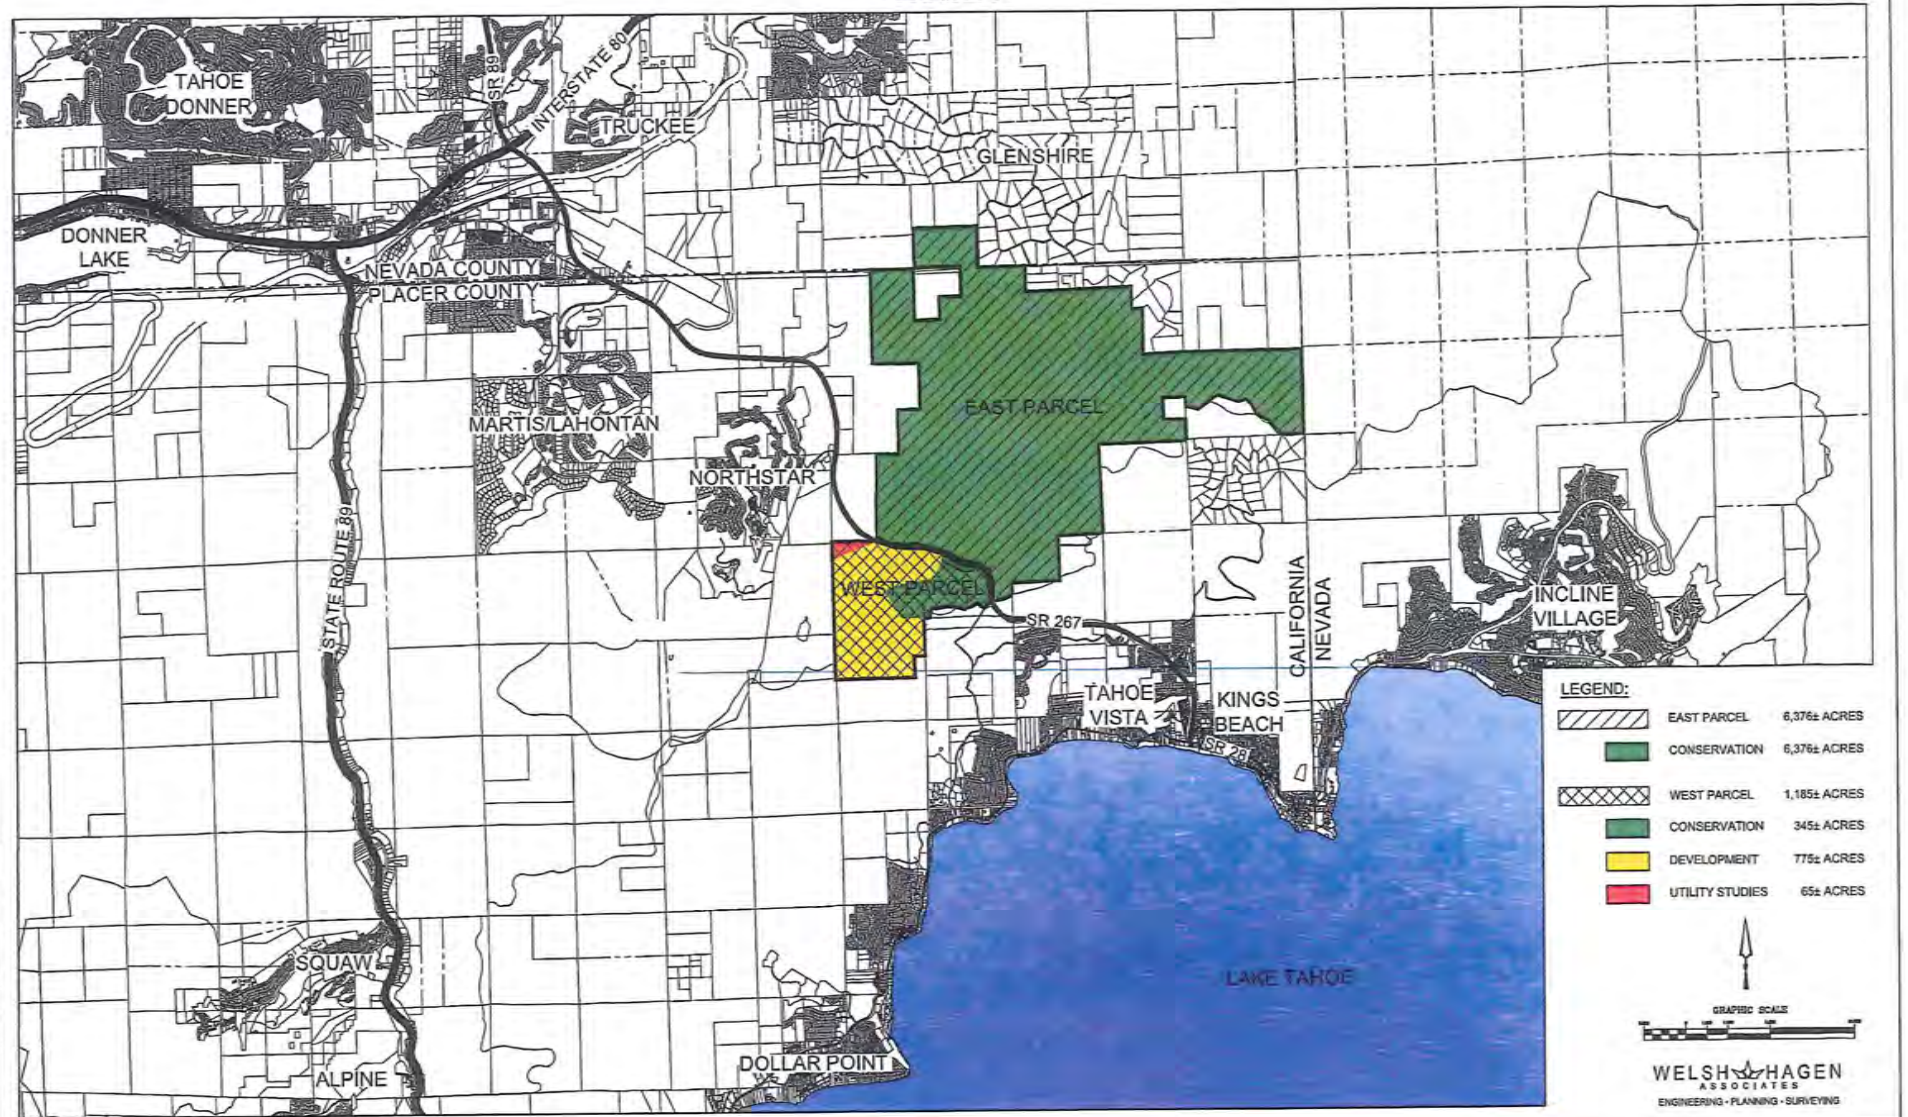 TAHOE
DONNER
SR 89
INTERSTATE 80
TRUCKEE
GLENSHIRE
DONNER
LAKE
NEVADA COUNTY
PLACER COUNTY
MARTIS/LAHONTAN
NORTHSTAR
EAST PARCEL
WEST PARCEL
STATE ROUTE 89
SR 267
CALIFORNIA
NEVADA
INCLINE
VILLAGE
TAHOE
VISTA
KINGS
BEACH
SR 28
LAKE TAHOE
SQUAW
ALPINE
DOLLAR POINT
LEGEND:
EAST PARCEL 6,376± ACRES
CONSERVATION 6,376± ACRES
WEST PARCEL 1,185± ACRES
CONSERVATION 345± ACRES
DEVELOPMENT 775± ACRES
UTILITY STUDIES 65± ACRES
GRAPHIC SCALE
WELSH HAGEN
ASSOCIATES
ENGINEERING - PLANNING - SURVEYING